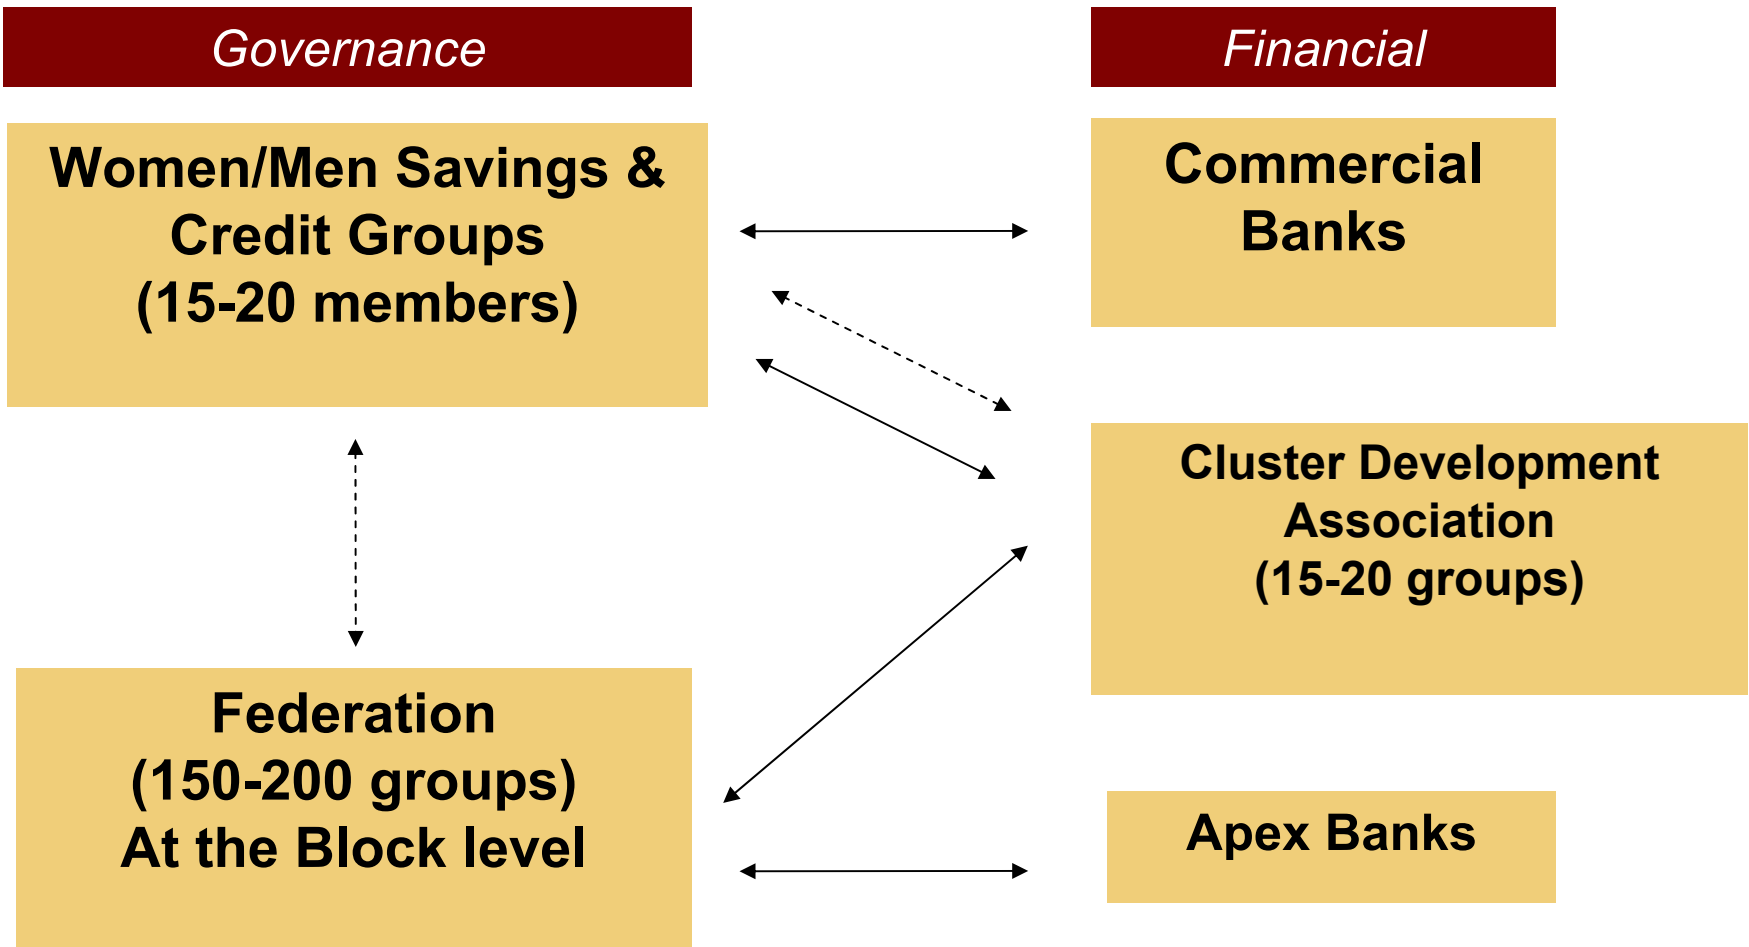 Governance
Financial
Women/Men Savings &
Credit Groups
(15-20 members)
Commercial
Banks
Cluster Development
Association
(15-20 groups)
Federation
(150-200 groups)
At the Block level
Apex Banks